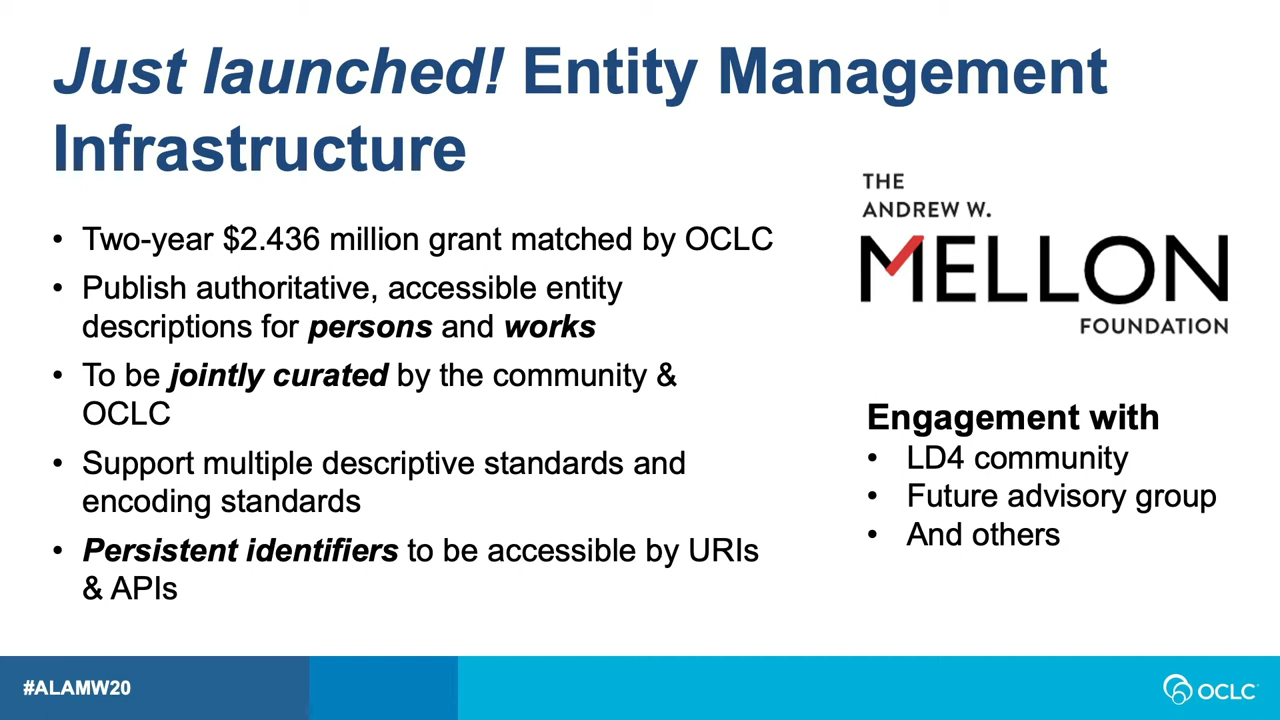 Just launched! Entity Management
Infrastructure
• Two-year $2.436 million grant matched by OCLC
• Publish authoritative, accessible entity
descriptions for persons and works
• To be jointly curated by the community &
OCLC
• Support multiple descriptive standards and
encoding standards
• Persistent identifiers to be accessible by URIs
& APIs
THE
ANDREW W.
MELLON
FOUNDATION
Engagement with
• LD4 community
• Future advisory group
• And others
#ALAMW20
OCLC